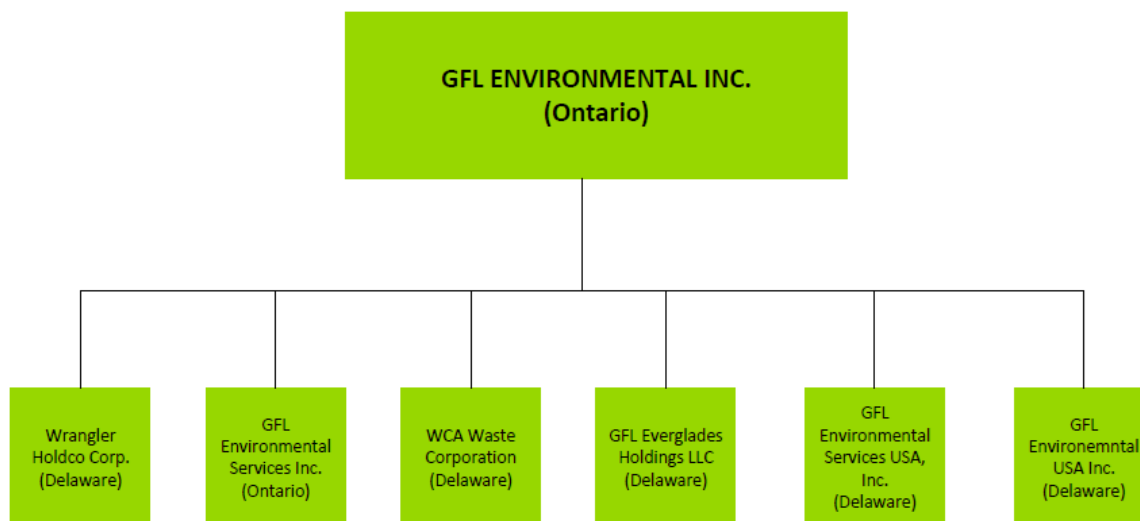 GFL ENVIRONMENTAL INC.
(Ontario)
Wrangler
Holdco Corp.
(Delaware)
GFL
Environmental
Services Inc.
(Ontario)
WCA Waste
Corporation
(Delaware)
GFL Everglades
Holdings LLC
(Delaware)
GFL
Environmental
Services USA,
Inc.
(Delaware)
GFL
Environemntal
USA Inc.
(Delaware)